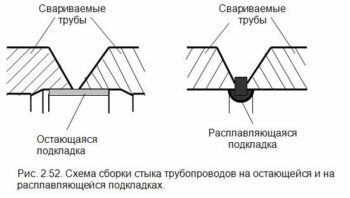 Свариваемые
трубы
Свариваемые
трубы
Остающаяся
подкладка
Расплавляющаяся
подкладка
Рис. 2.52. Схема сборки стыка трубопроводов на остающейся и на
расплавляющейся подкладках.